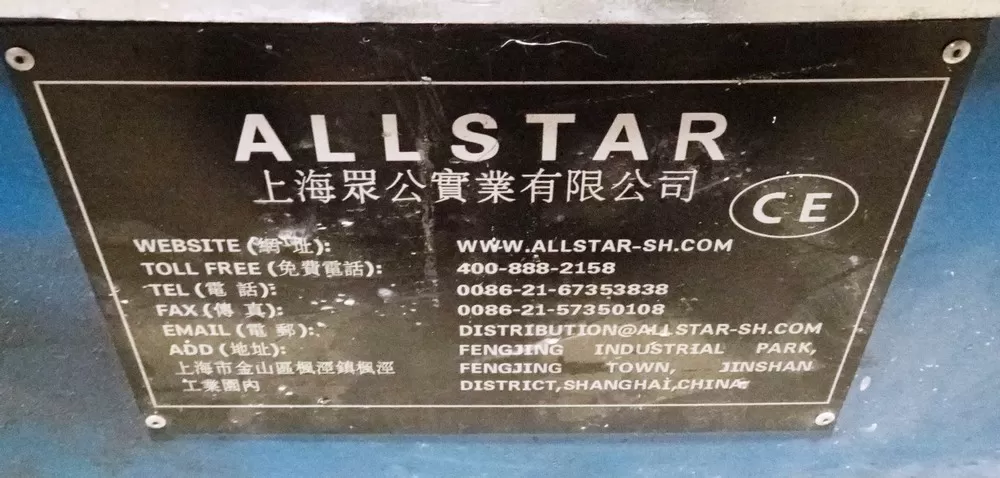 ALLSTAR
上海眾公實業有限公司
CE
WEBSITE (網 址): WWW.ALLSTAR-SH.COM
TOLL FREE (免費電話): 400-888-2158
TEL (電 話): 0086-21-67353838
FAX (傳 真): 0086-21-57350108
EMAIL (電 郵): DISTRIBUTION@ALLSTAR-SH.COM
ADD (地址): FENGJING INDUSTRIAL PARK,
上海市金山區楓涇鎮楓涇 FENGJING TOWN, JINSHAN
工業園內 DISTRICT,SHANGHAI,CHINA